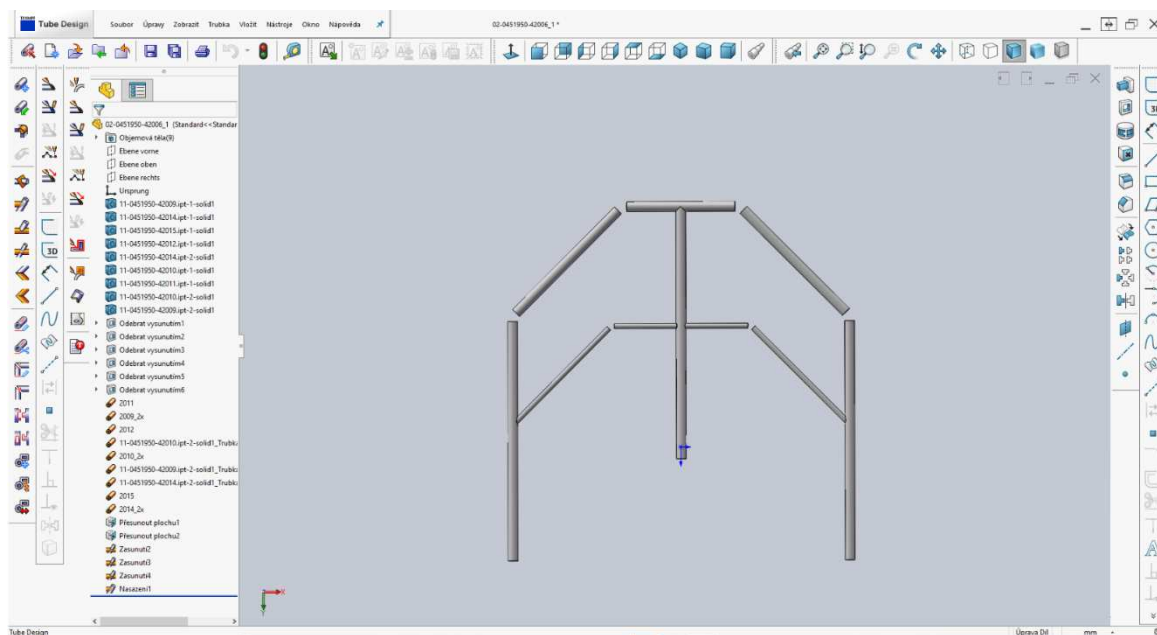 Tube Design
Soubor Úpravy Zobrazit Trubka Vložit Nástroje Okno Nápověda
02-0451950-42006_1 *
02-0451950-42006_1 (Standard<<Standar
Objemová těla(9)
Ebene vorne
Ebene oben
Ebene rechts
Ursprung
11-0451950-42009.ipt-1-solid1
11-0451950-42014.ipt-1-solid1
11-0451950-42015.ipt-1-solid1
11-0451950-42012.ipt-1-solid1
11-0451950-42014.ipt-2-solid1
11-0451950-42010.ipt-1-solid1
11-0451950-42011.ipt-1-solid1
11-0451950-42010.ipt-2-solid1
11-0451950-42009.ipt-2-solid1
Odebrat vysunutím1
Odebrat vysunutím2
Odebrat vysunutím3
Odebrat vysunutím4
Odebrat vysunutím5
Odebrat vysunutím6
2011
2009_2x
2012
11-0451950-42010.ipt-2-solid1_Trubk
2010_2x
11-0451950-42009.ipt-2-solid1_Trubk
11-0451950-42014.ipt-2-solid1_Trubk
2015
2014_2x
Přesunout plochu1
Přesunout plochu2
Zasunutí2
Zasunutí3
Zasunutí4
Nasazení1
3D
X
Y
Tube Design
Úprava Díl
mm